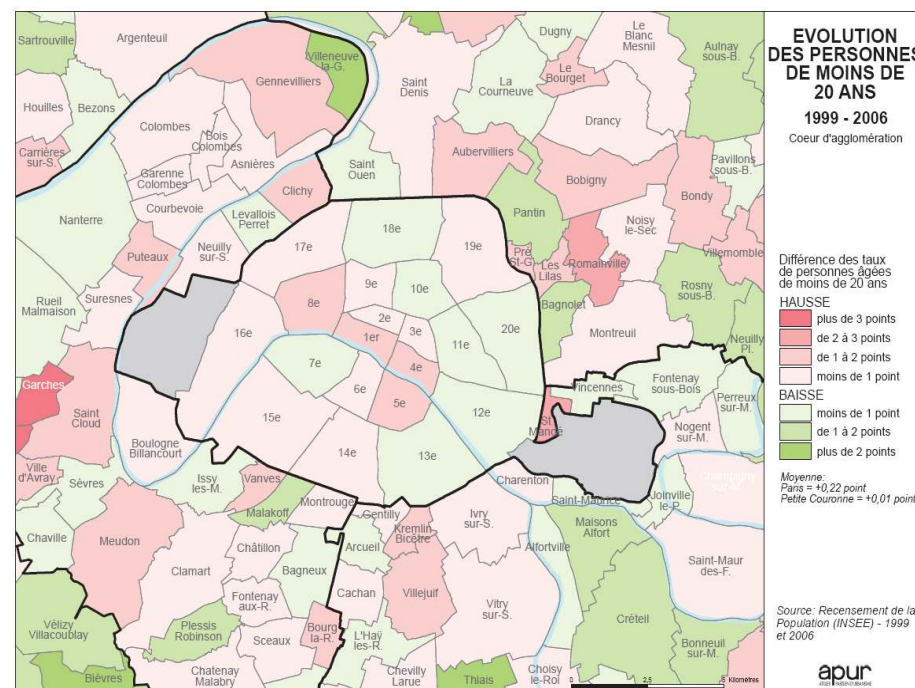 EVOLUTION
DES PERSONNES
DE MOINS DE
20 ANS
1999 - 2006
Coeur d'agglomération
Différence des taux
de personnes âgées
de moins de 20 ans
HAUSSE
plus de 3 points
de 2 à 3 points
de 1 à 2 points
moins de 1 point
BAISSE
moins de 1 point
de 1 à 2 points
plus de 2 points
Moyenne:
Paris = +0,22 point
Petite Couronne = +0,01 point
Source: Recensement de la
Population (INSEE) - 1999
et 2006
apur
Sartrouville
Argenteuil
Villeneuve
la-G.
Gennevilliers
Saint
Denis
Dugny
Le
Blanc
Mesnil
Aulnay
sous-B.
Houilles
Bezons
La
Courneuve
Le
Bourget
Drancy
Colombes
Bois
Colombes
Asnières
Carrières
sur-S.
Garenne
Colombes
Saint
Ouen
Aubervilliers
Bobigny
Bondy
Pavillons
sous-B.
Nanterre
Courbevoie
Clichy
Levallois
Perret
Pantin
Noisy
le-Sec
Puteaux
Neuilly
sur-S.
17e
18e
19e
Pré
St-G.
Les
Lilas
Romainville
Villemomble
Rueil
Malmaison
Suresnes
8e
9e
10e
Bagnolet
Rosny
sous-B.
16e
2e
3e
1er
11e
20e
Montreuil
Neuilly
Pl.
7e
4e
Garches
Saint
Cloud
6e
5e
12e
Vincennes
Fontenay
sous-Bois
Perreux
sur-M.
St
Mandé
Nogent
sur-M.
15e
14e
13e
Boulogne
Billancourt
Ville
d'Avray
Sèvres
Issy
les-M.
Vanves
Malakoff
Montrouge
Gentilly
Charenton
Saint-Maurice
Joinville
le-P.
Champigny
sur-M.
Chaville
Meudon
Clamart
Châtillon
Bagneux
Arcueil
Kremlin
Bicêtre
Ivry
sur-S.
Alfortville
Maisons
Alfort
Saint-Maur
des-F.
Fontenay
aux-R.
Cachan
Villejuif
Vitry
sur-S.
Créteil
Vélizy
Villacoublay
Plessis
Robinson
Sceaux
Bourg
la-R.
L'Haÿ
les-R.
Bonneuil
sur-M.
Bièvres
Chatenay
Malabry
Chevilly
Larue
Thiais
Choisy
le-Roi
0 2,5 5 Kilomètres